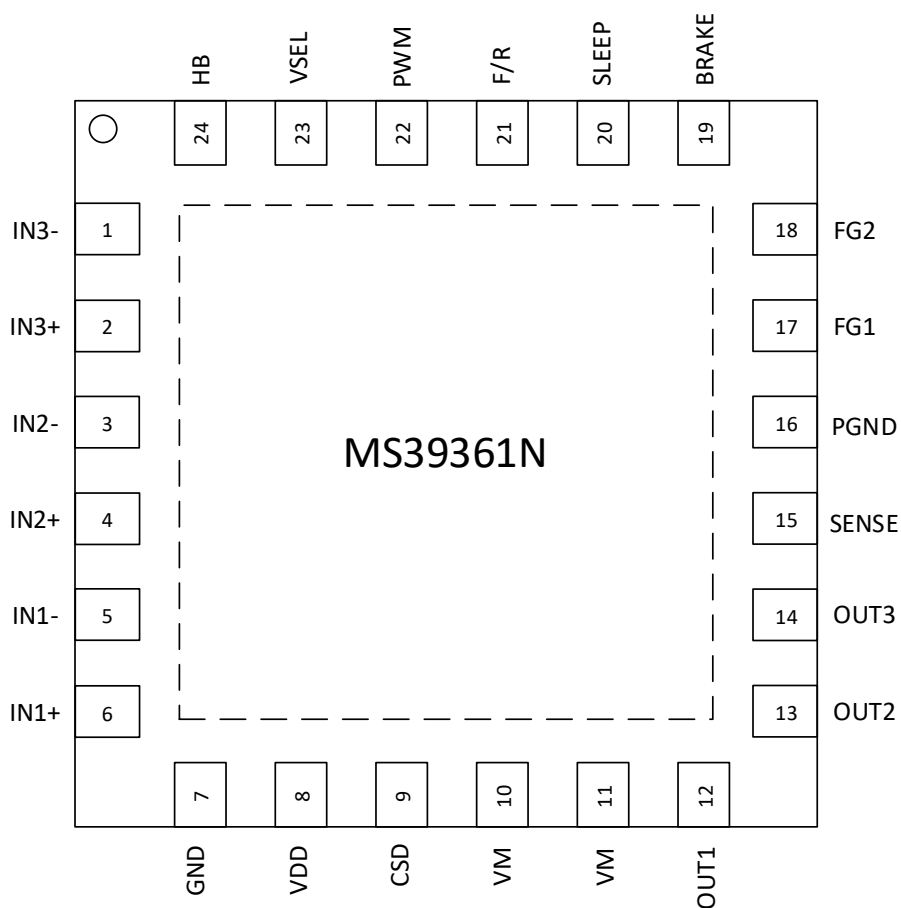 HB
VSEL
PWM
F/R
SLEEP
BRAKE
24
23
22
21
20
19
IN3-
1
18
FG2
IN3+
2
17
FG1
IN2-
3
16
PGND
MS39361N
IN2+
4
15
SENSE
IN1-
5
14
OUT3
IN1+
6
13
OUT2
7
8
9
10
11
12
GND
VDD
CSD
VM
VM
OUT1